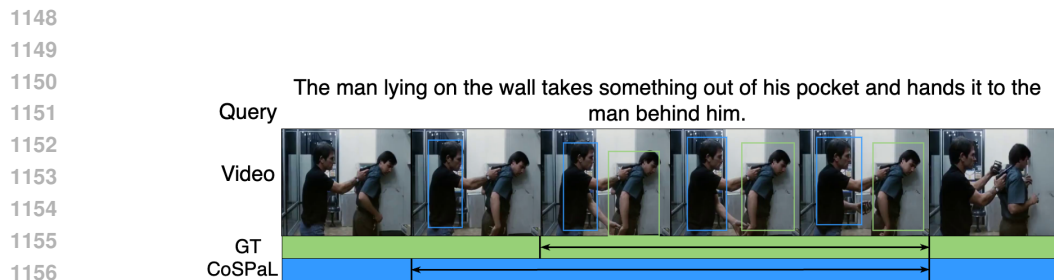 1148
1149
1150
The man lying on the wall takes something out of his pocket and hands it to the
1151
Query
man behind him.
1152
1153
Video
1154
1155
GT
1156
CoSPaL